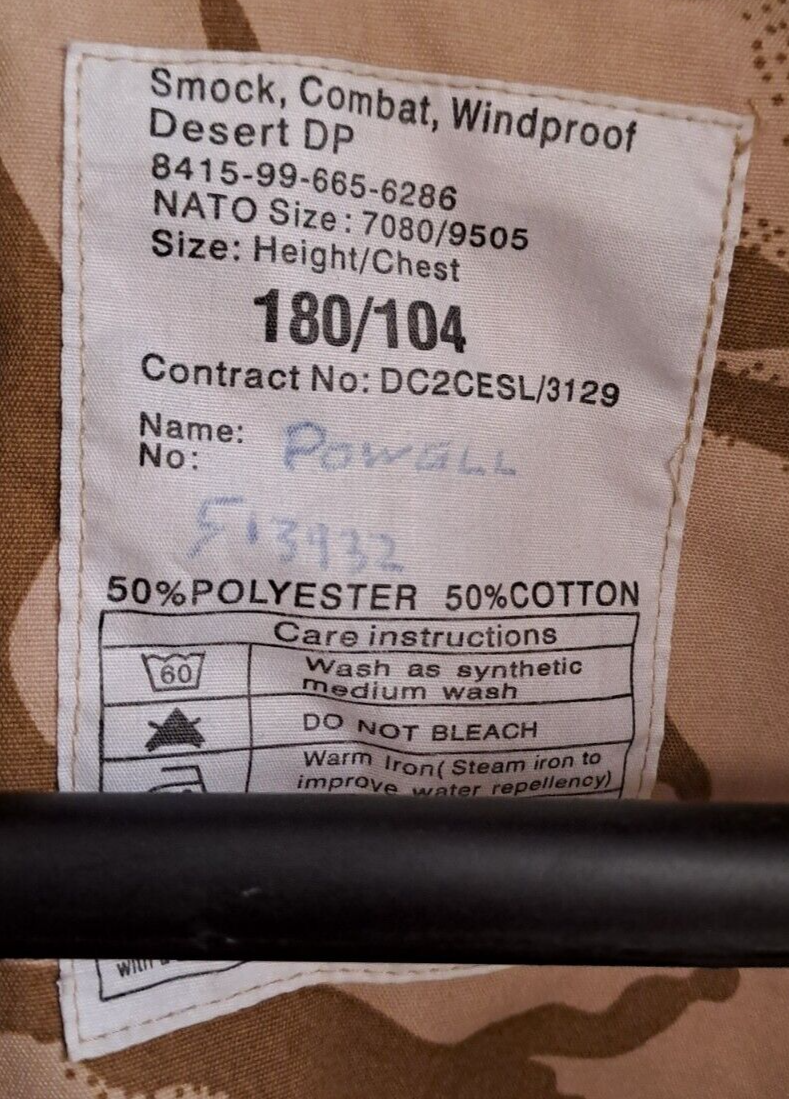 Smock, Combat, Windproof
Desert DP
8415-99-665-6286
NATO Size: 7080/9505
Size: Height/Chest
180/104
Contract No: DC2CESL/3129
Name: POWELL
No:
50%POLYESTER 50%COTTON
Care instructions
60
Wash as synthetic
medium wash
DO NOT BLEACH
Warm Iron( Steam iron to
improve water repellency)
with